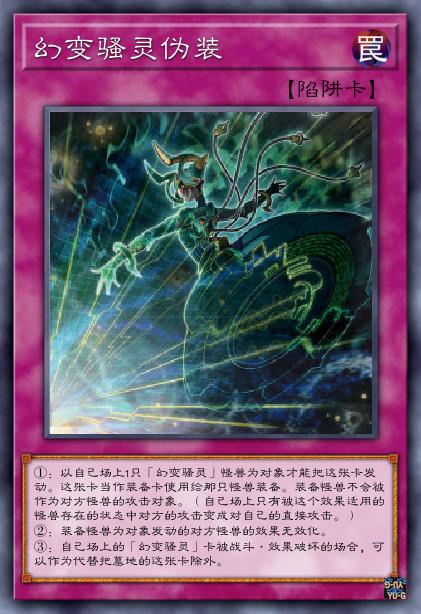 幻变骚灵伪装
罠
【陷阱卡】
①：以自己场上1只「幻变骚灵」怪兽为对象才能把这张卡发
动。这张卡当作装备卡使用给那只怪兽装备。装备怪兽不会被
作为对方怪兽的攻击对象。（自己场上只有被这个效果适用的
怪兽存在的状态中对方的攻击变成对自己的直接攻击。）
②：装备怪兽为对象发动的对方怪兽的效果无效化。
③：自己场上的「幻变骚灵」卡被战斗·效果破坏的场合，可
以作为代替把墓地的这张卡除外。